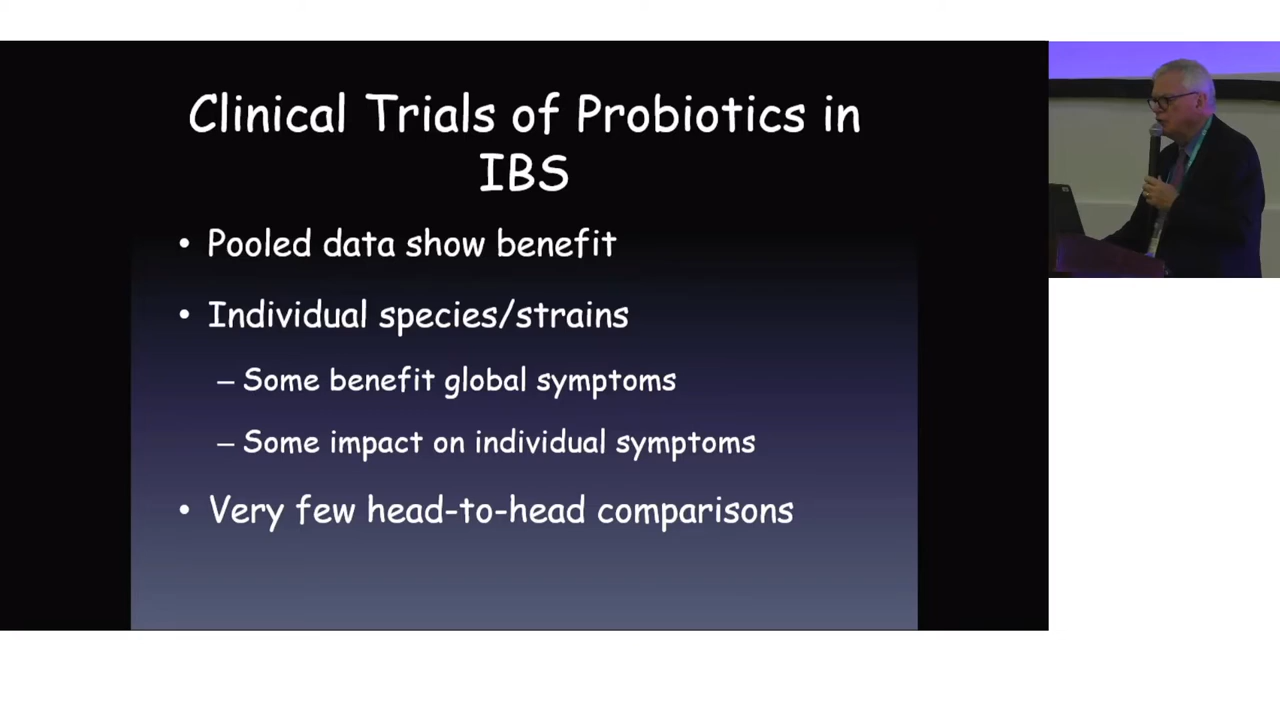 Clinical Trials of Probiotics in
IBS
• Pooled data show benefit
• Individual species/strains
– Some benefit global symptoms
– Some impact on individual symptoms
• Very few head-to-head comparisons